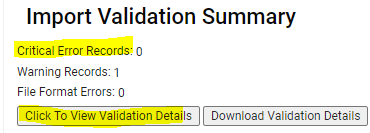 Import Validation Summary
Critical Error Records: 0
Warning Records: 1
File Format Errors: 0
Click To View Validation Details Download Validation Details